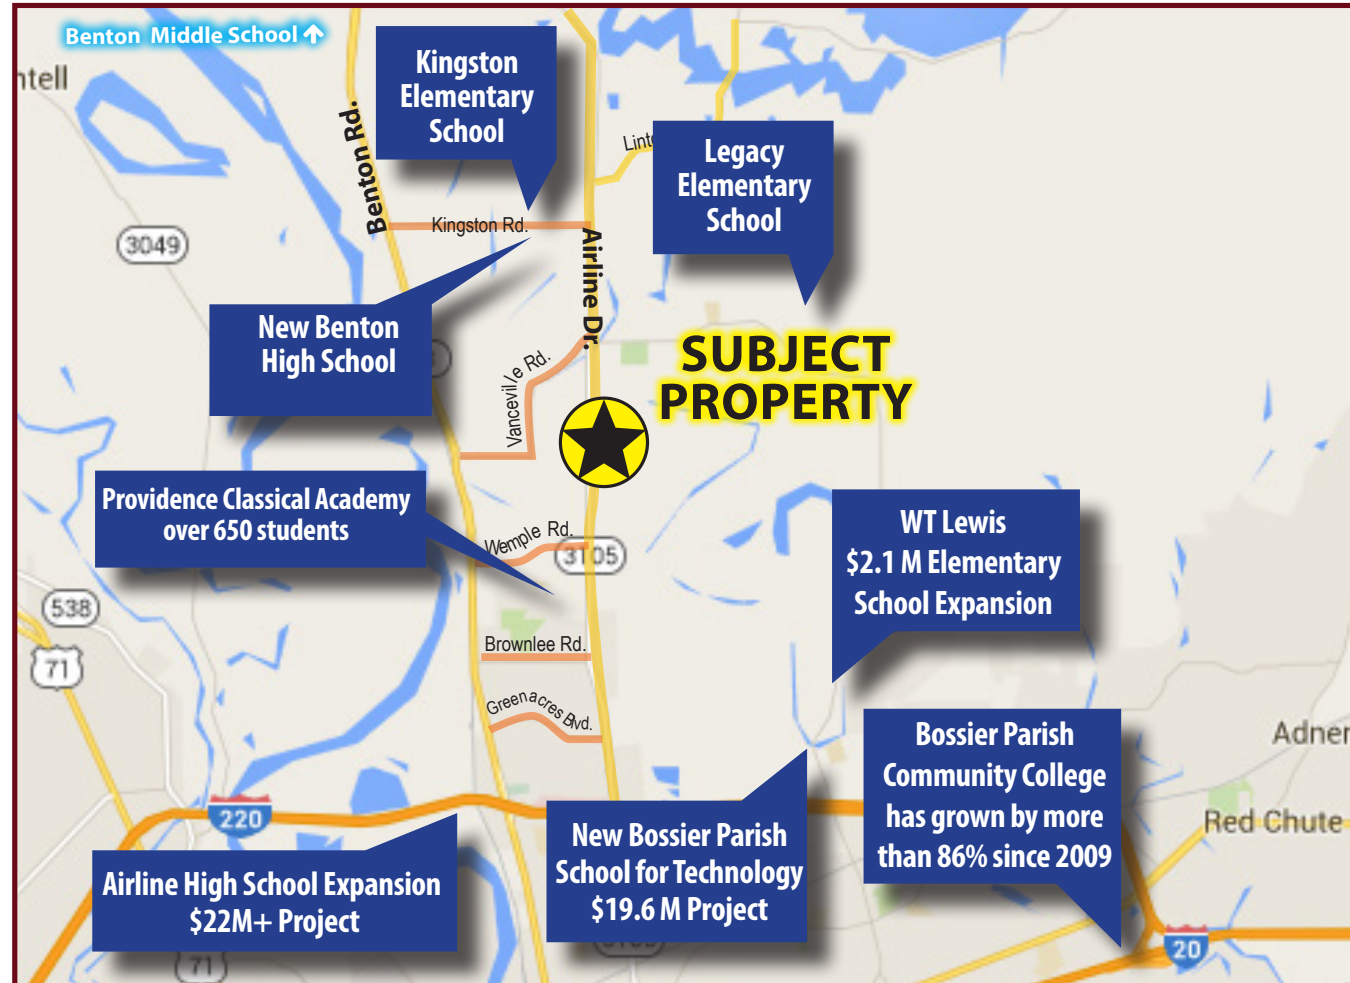 Benton Middle School ↑
ntell
Kingston
Elementary
School
Benton Rd.
Legacy
Elementary
School
3049
Kingston Rd.
Airline Dr.
New Benton
High School
SUBJECT
PROPERTY
Vanceville Rd.
Providence Classical Academy
over 650 students
Wemple Rd.
3105
WT Lewis
$2.1 M Elementary
School Expansion
538
71
Brownlee Rd.
Greenacres Blvd.
Bossier Parish
Community College
has grown by more
than 86% since 2009
Adner
Red Chute
220
New Bossier Parish
School for Technology
$19.6 M Project
Airline High School Expansion
$22M+ Project
20
71